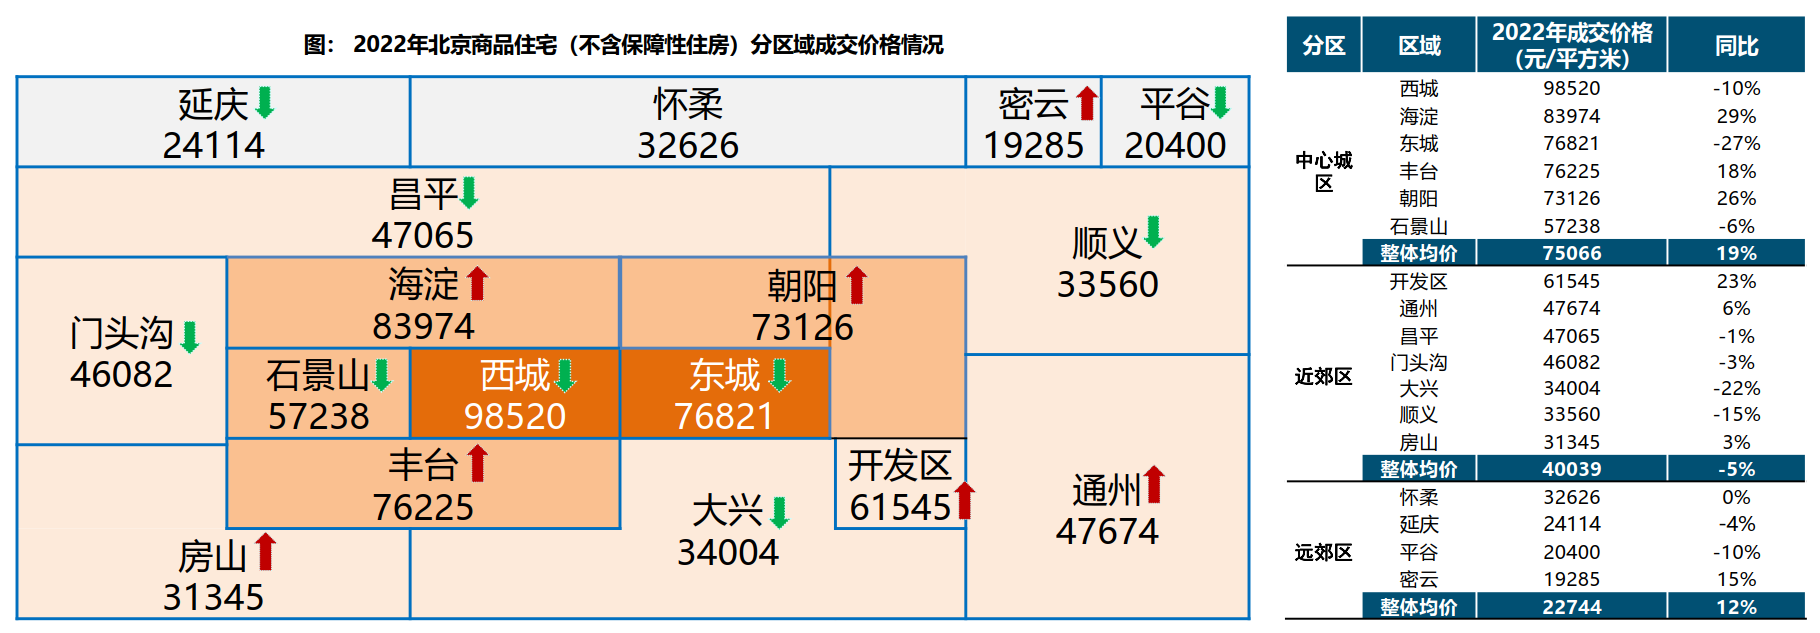 图： 2022年北京商品住宅（不含保障性住房）分区域成交价格情况
延庆
24114
怀柔
32626
密云
19285
平谷
20400
昌平
47065
顺义
33560
海淀
83974
朝阳
73126
门头沟
46082
石景山
57238
西城
98520
东城
76821
丰台
76225
开发区
61545
大兴
34004
通州
47674
房山
31345
分区 区域 2022年成交价格（元/平方米） 同比
中心城区
西城 98520 -10%
海淀 83974 29%
东城 76821 -27%
丰台 76225 18%
朝阳 73126 26%
石景山 57238 -6%
整体均价 75066 19%
近郊区
开发区 61545 23%
通州 47674 6%
昌平 47065 -1%
门头沟 46082 -3%
大兴 34004 -22%
顺义 33560 -15%
房山 31345 3%
整体均价 40039 -5%
远郊区
怀柔 32626 0%
延庆 24114 -4%
平谷 20400 -10%
密云 19285 15%
整体均价 22744 12%